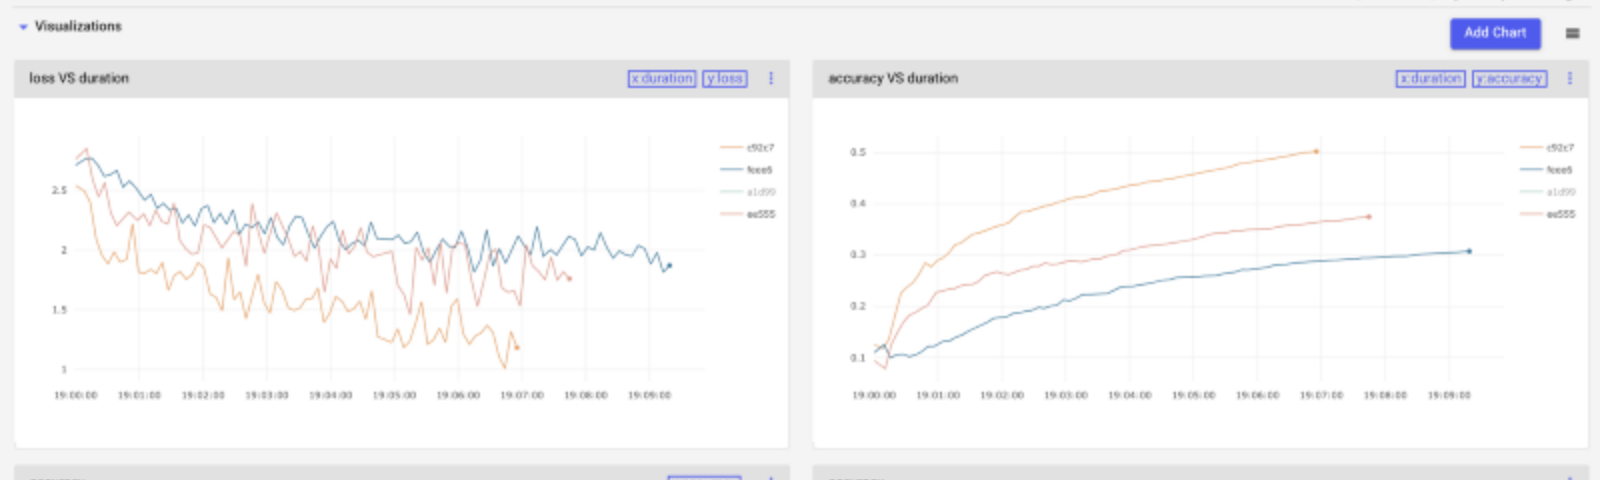 Visualizations
Add Chart
loss VS duration
x:duration y:loss
2.5
2
1.5
1
19:00:00 19:01:00 19:02:00 19:03:00 19:04:00 19:05:00 19:06:00 19:07:00 19:08:00 19:09:00
c92c7
feee6
a1d99
ee555
accuracy VS duration
x:duration y:accuracy
0.5
0.4
0.3
0.2
0.1
19:00:00 19:01:00 19:02:00 19:03:00 19:04:00 19:05:00 19:06:00 19:07:00 19:08:00 19:09:00
c92c7
feee6
a1d99
ee555